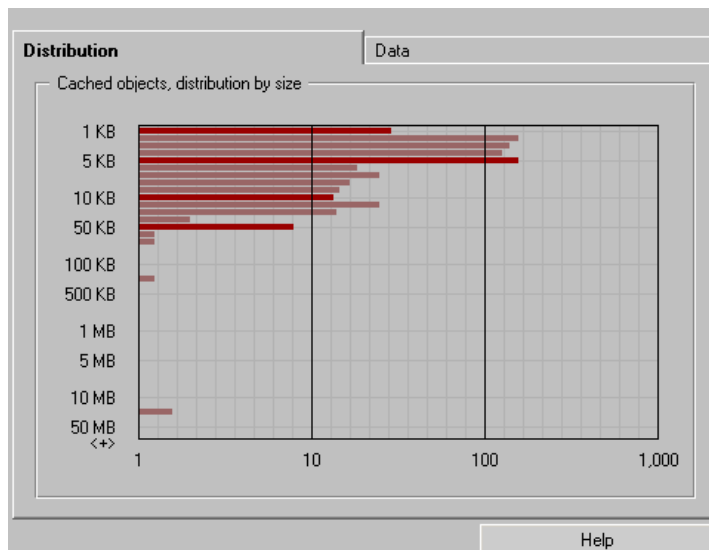 Distribution
Data
Cached objects, distribution by size
1 KB
5 KB
10 KB
50 KB
100 KB
500 KB
1 MB
5 MB
10 MB
50 MB
<+>
1 10 100 1,000
Help